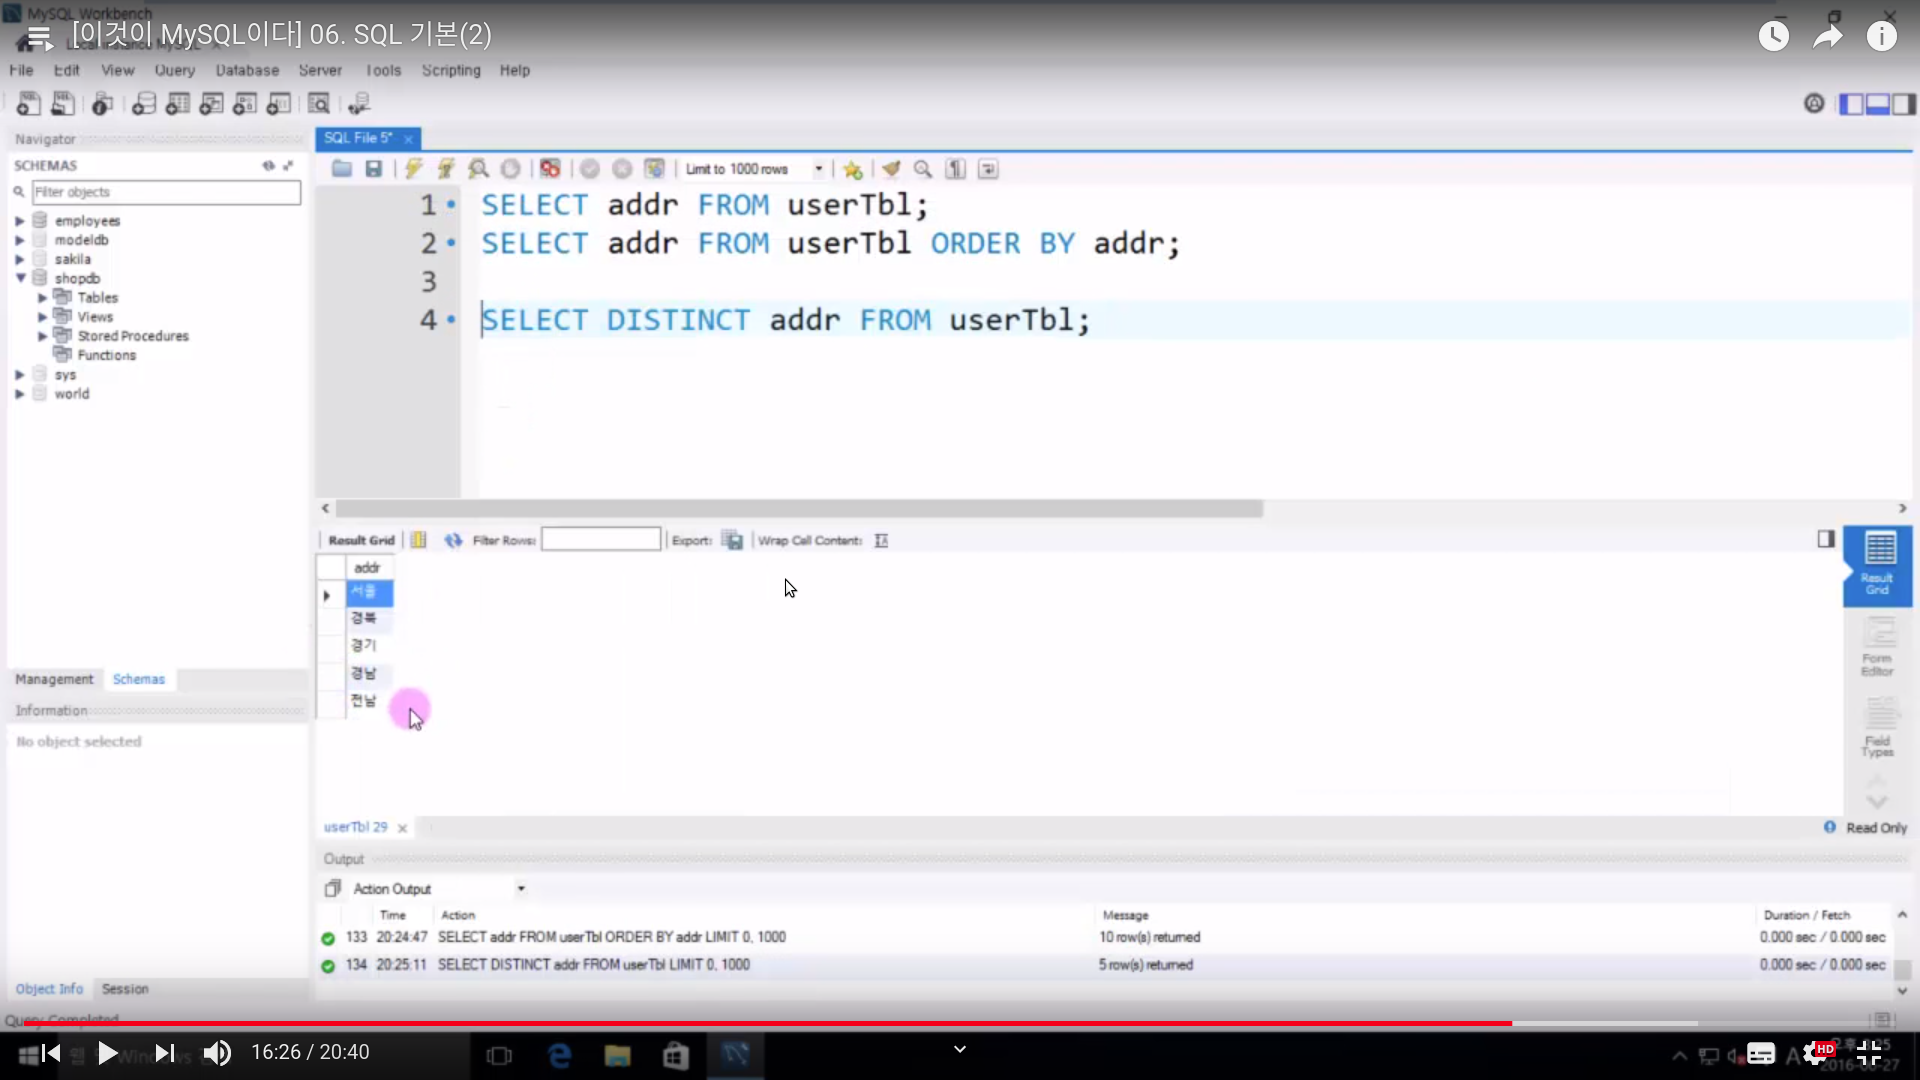 MySQL Workbench
[이것이 MySQL이다] 06. SQL 기본(2)
File Edit View Query Database Server Tools Scripting Help
Navigator
SCHEMAS
Filter objects
employees
modeldb
sakila
shopdb
Tables
Views
Stored Procedures
Functions
sys
world
Management Schemas
Information
No object selected
Object Info Session
SQL File 5*
Limit to 1000 rows
1 SELECT addr FROM userTbl;
2 SELECT addr FROM userTbl ORDER BY addr;
3
4 SELECT DISTINCT addr FROM userTbl;
Result Grid Filter Rows: Export: Wrap Cell Content:
addr
서울
경북
경기
경남
전남
Result Grid
Form Editor
Field Types
userTbl 29
Read Only
Output
Action Output
Time Action Message Duration / Fetch
133 20:24:47 SELECT addr FROM userTbl ORDER BY addr LIMIT 0, 1000 10 row(s) returned 0.000 sec / 0.000 sec
134 20:25:11 SELECT DISTINCT addr FROM userTbl LIMIT 0, 1000 5 row(s) returned 0.000 sec / 0.000 sec
Query Completed
16:26 / 20:40
HD